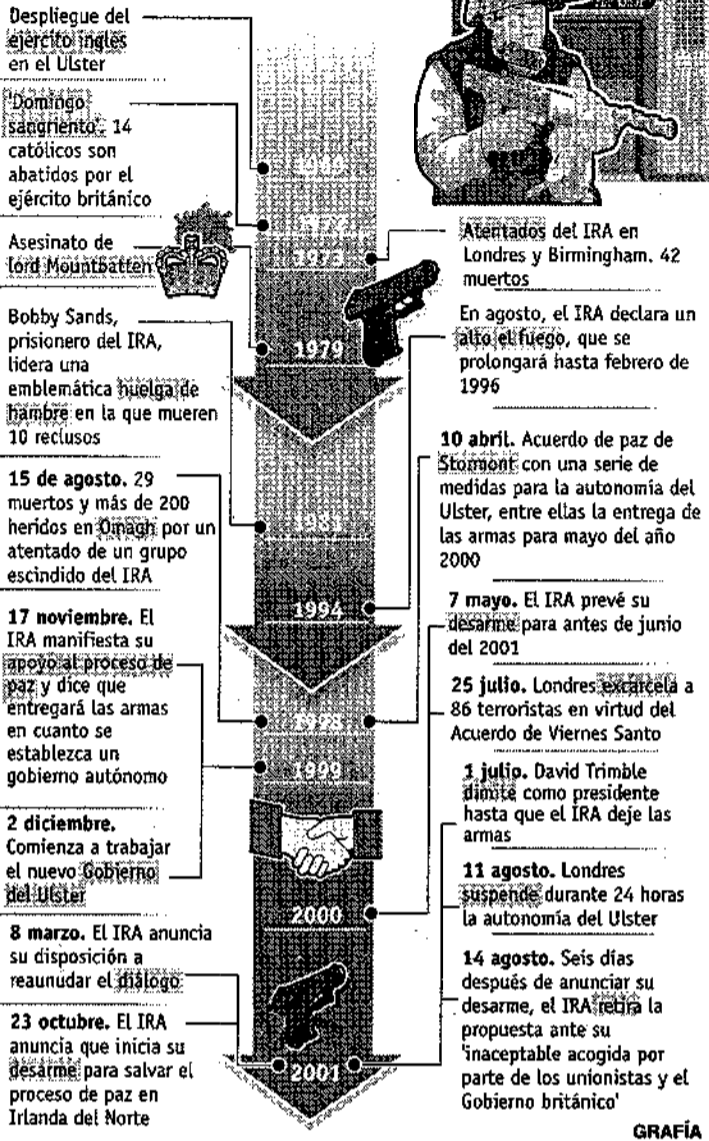 Despliegue del
ejército inglés
en el Ulster
'Domingo
sangriento'. 14
católicos son
abatidos por el
ejército británico
Asesinato de
lord Mountbatten
Bobby Sands,
prisionero del IRA,
lidera una
emblemática huelga de
hambre en la que mueren
10 reclusos
15 de agosto. 29
muertos y más de 200
heridos en Omagh por un
atentado de un grupo
escindido del IRA
17 noviembre. El
IRA manifiesta su
apoyo al proceso de
paz y dice que
entregará las armas
en cuanto se
establezca un
gobierno autónomo
2 diciembre.
Comienza a trabajar
el nuevo Gobierno
del Ulster
8 marzo. El IRA anuncia
su disposición a
reaunudar el diálogo
23 octubre. El IRA
anuncia que inicia su
desarme para salvar el
proceso de paz en
Irlanda del Norte
1969
1972
1973
1979
1994
1998
1999
2000
2001
Atentados del IRA en
Londres y Birmingham. 42
muertos
En agosto, el IRA declara un
alto el fuego, que se
prolongará hasta febrero de
1996
10 abril. Acuerdo de paz de
Stormont con una serie de
medidas para la autonomía del
Ulster, entre ellas la entrega de
las armas para mayo del año
2000
7 mayo. El IRA prevé su
desarme para antes de junio
del 2001
25 julio. Londres excarcela a
86 terroristas en virtud del
Acuerdo de Viernes Santo
1 julio. David Trimble
dimite como presidente
hasta que el IRA deje las
armas
11 agosto. Londres
suspende durante 24 horas
la autonomía del Ulster
14 agosto. Seis días
después de anunciar su
desarme, el IRA retira la
propuesta ante su
'inaceptable acogida por
parte de los unionistas y el
Gobierno británico'
GRAFÍA